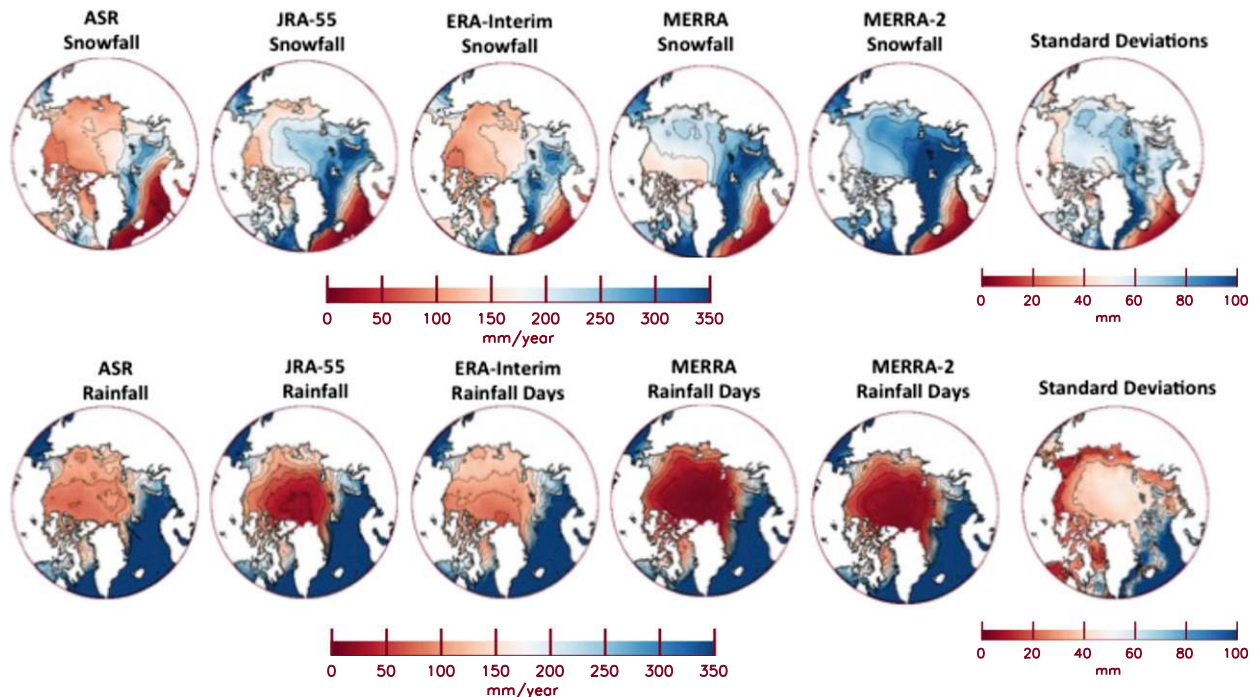 ASR
Snowfall
JRA-55
Snowfall
ERA-Interim
Snowfall
MERRA
Snowfall
MERRA-2
Snowfall
Standard Deviations
0 50 100 150 200 250 300 350
mm/year
0 20 40 60 80 100
mm
ASR
Rainfall
JRA-55
Rainfall
ERA-Interim
Rainfall Days
MERRA
Rainfall Days
MERRA-2
Rainfall Days
Standard Deviations
0 50 100 150 200 250 300 350
mm/year
0 20 40 60 80 100
mm